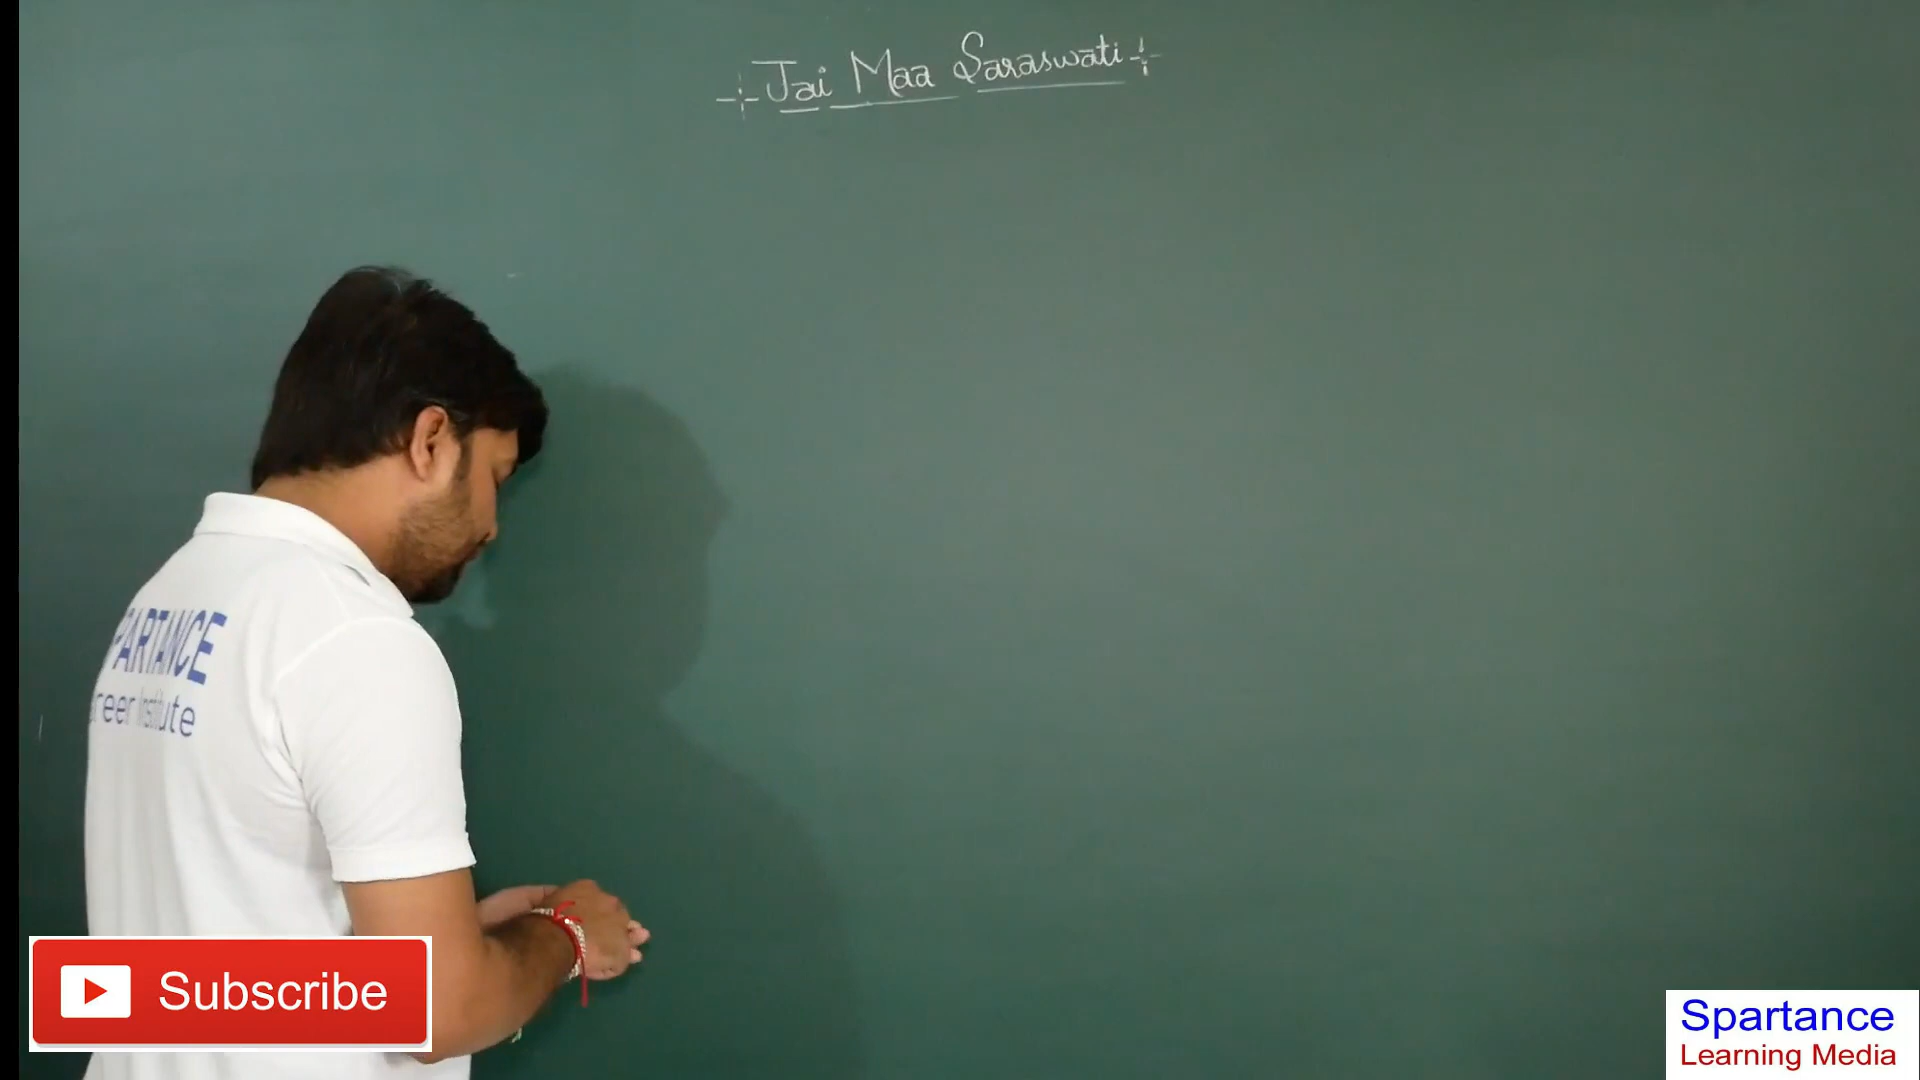 Jai Maa Saraswati
PARTANCE
reer Institute
Subscribe
Spartance
Learning Media